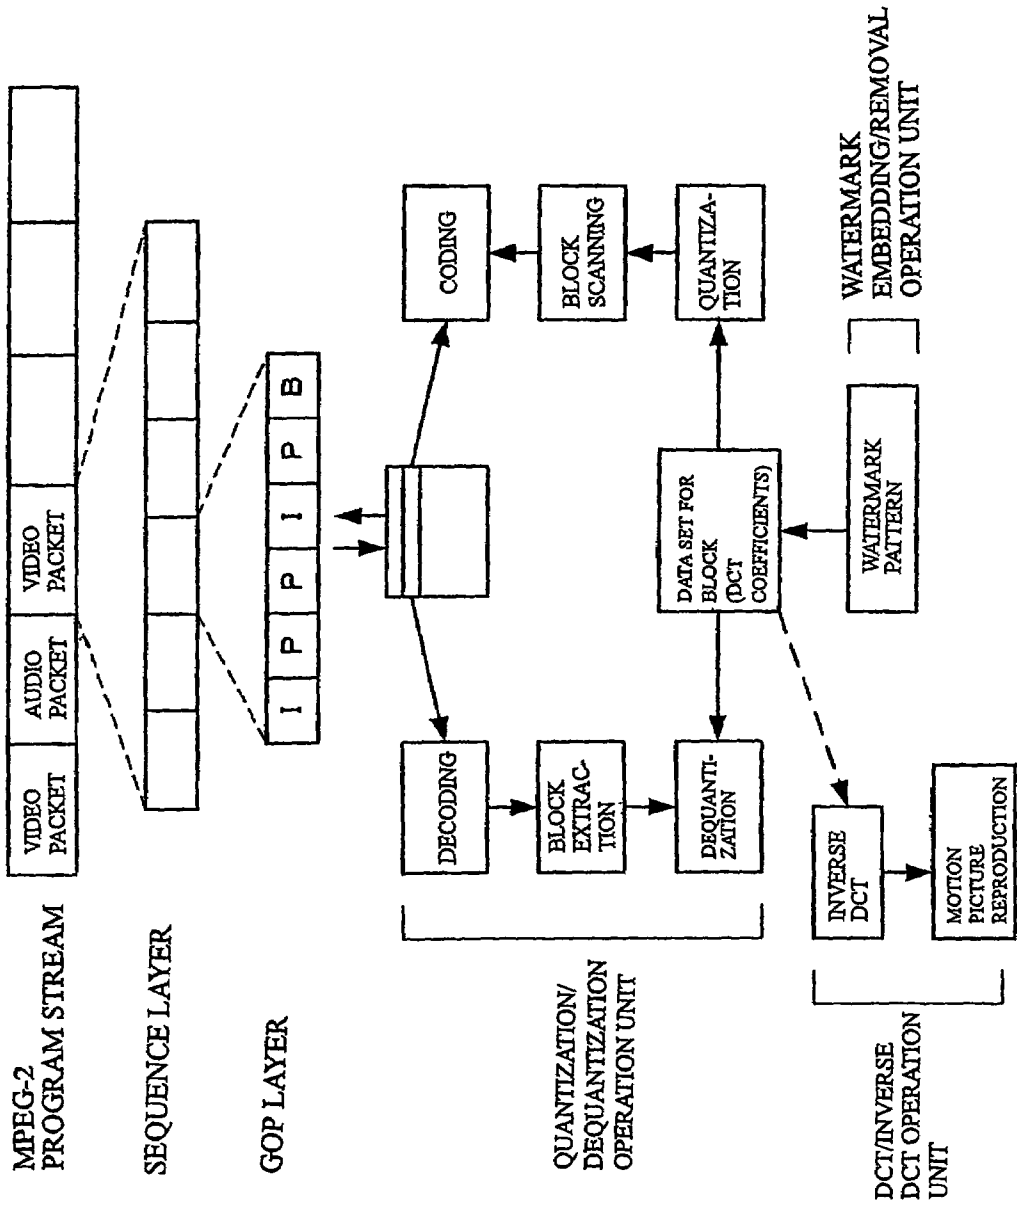 MPEG-2
PROGRAM STREAM
VIDEO
PACKET
AUDIO
PACKET
VIDEO
PACKET
SEQUENCE LAYER
GOP LAYER
I
P
P
I
P
B
QUANTIZATION/
DEQUANTIZATION
OPERATION UNIT
DECODING
BLOCK
EXTRAC-
TION
DEQUANTI-
ZATION
CODING
BLOCK
SCANNING
QUANTIZA-
TION
DATA SET FOR
BLOCK
(DCT
COEFFICIENTS)
WATERMARK
PATTERN
WATERMARK
EMBEDDING/REMOVAL
OPERATION UNIT
DCT/INVERSE
DCT OPERATION
UNIT
INVERSE
DCT
MOTION
PICTURE
REPRODUCTION